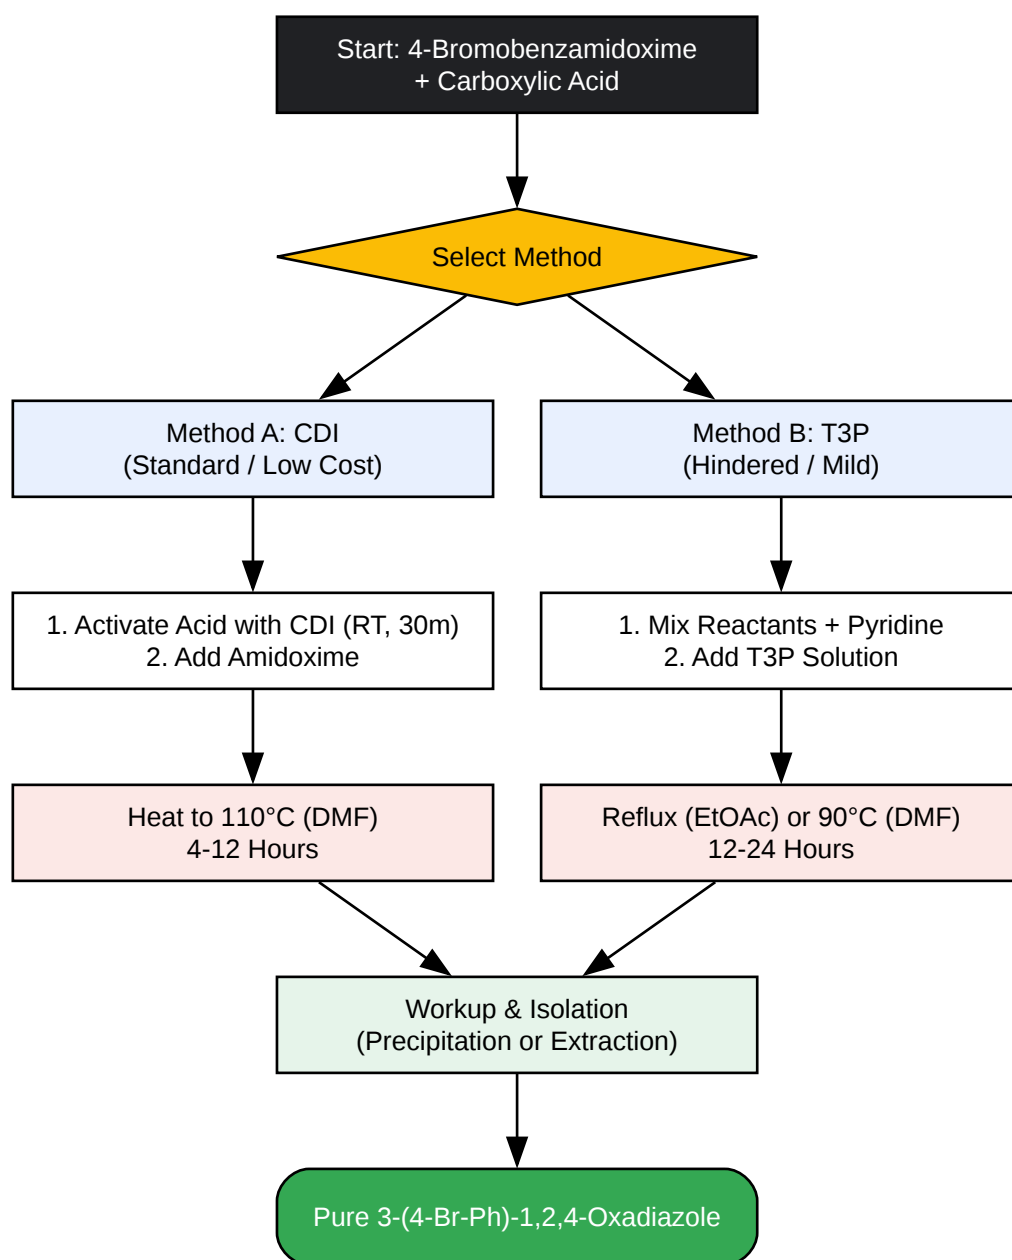 Start: 4-Bromobenzamidoxime
+ Carboxylic Acid
Select Method
Method A: CDI
(Standard / Low Cost)
Method B: T3P
(Hindered / Mild)
1. Activate Acid with CDI (RT, 30m)
2. Add Amidoxime
1. Mix Reactants + Pyridine
2. Add T3P Solution
Heat to 110°C (DMF)
4-12 Hours
Reflux (EtOAc) or 90°C (DMF)
12-24 Hours
Workup & Isolation
(Precipitation or Extraction)
Pure 3-(4-Br-Ph)-1,2,4-Oxadiazole